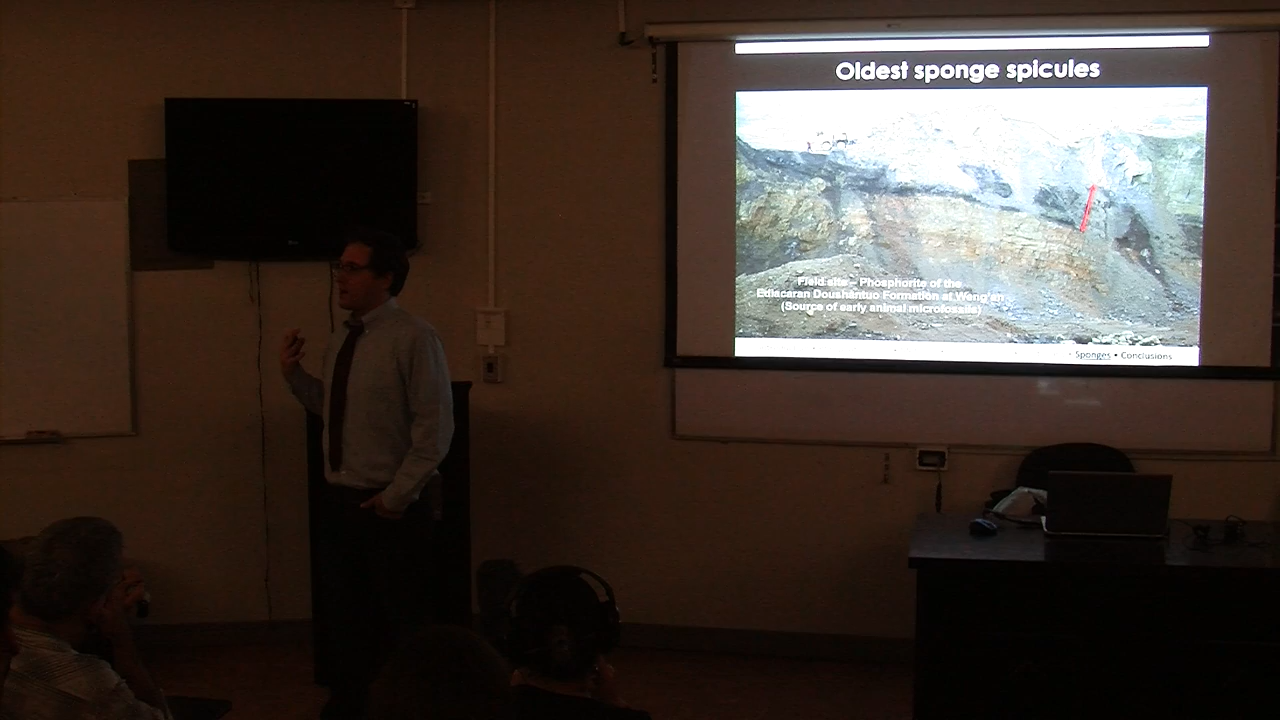 Oldest sponge spicules
Field site – Phosphorite of the
Ediacaran Doushantuo Formation at Weng'an
(Source of early animal microfossils)
Sponges • Conclusions